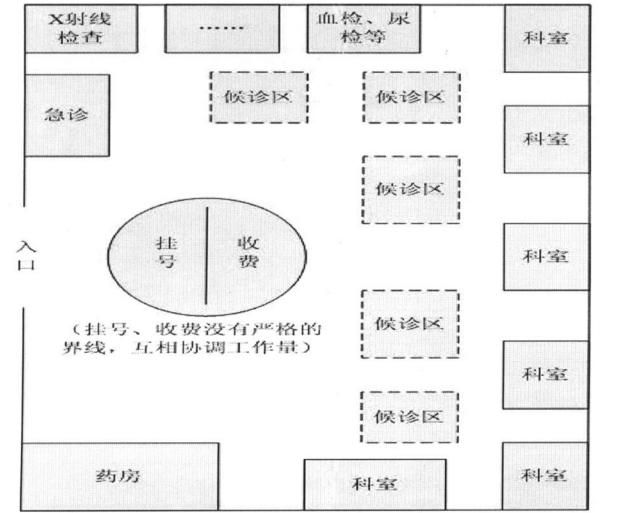 X射线
检查
……
血检、尿
检等
科室
急诊
候诊区
候诊区
科室
候诊区
入
口
挂
号
收
费
科室
（挂号、收费没有严格的
界线，互相协调工作量）
候诊区
科室
候诊区
药房
科室
科室